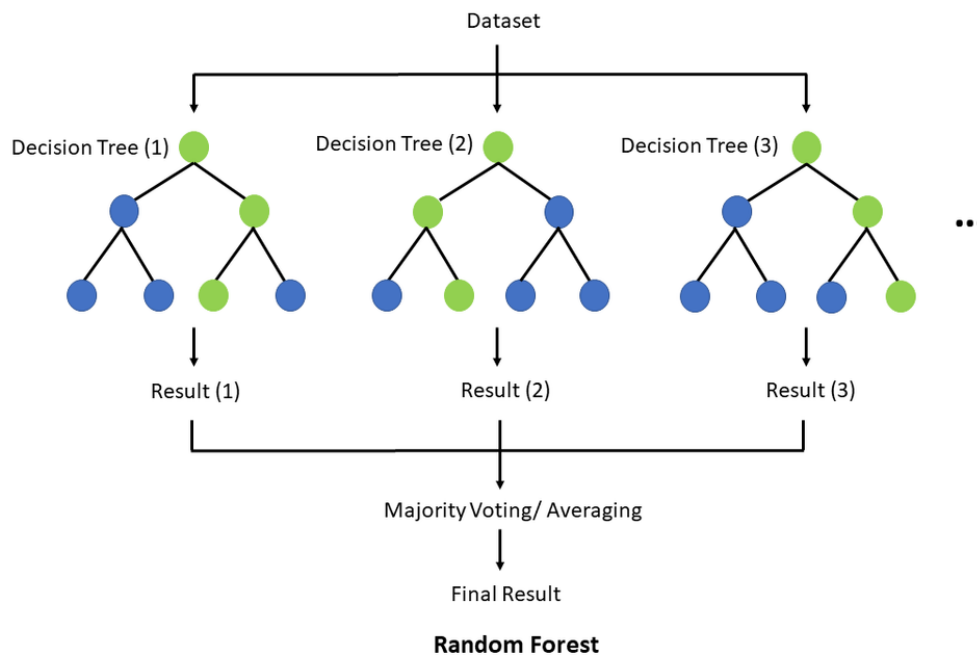 Dataset
Decision Tree (1)
Decision Tree (2)
Decision Tree (3)
..
Result (1)
Result (2)
Result (3)
Majority Voting/ Averaging
Final Result
Random Forest